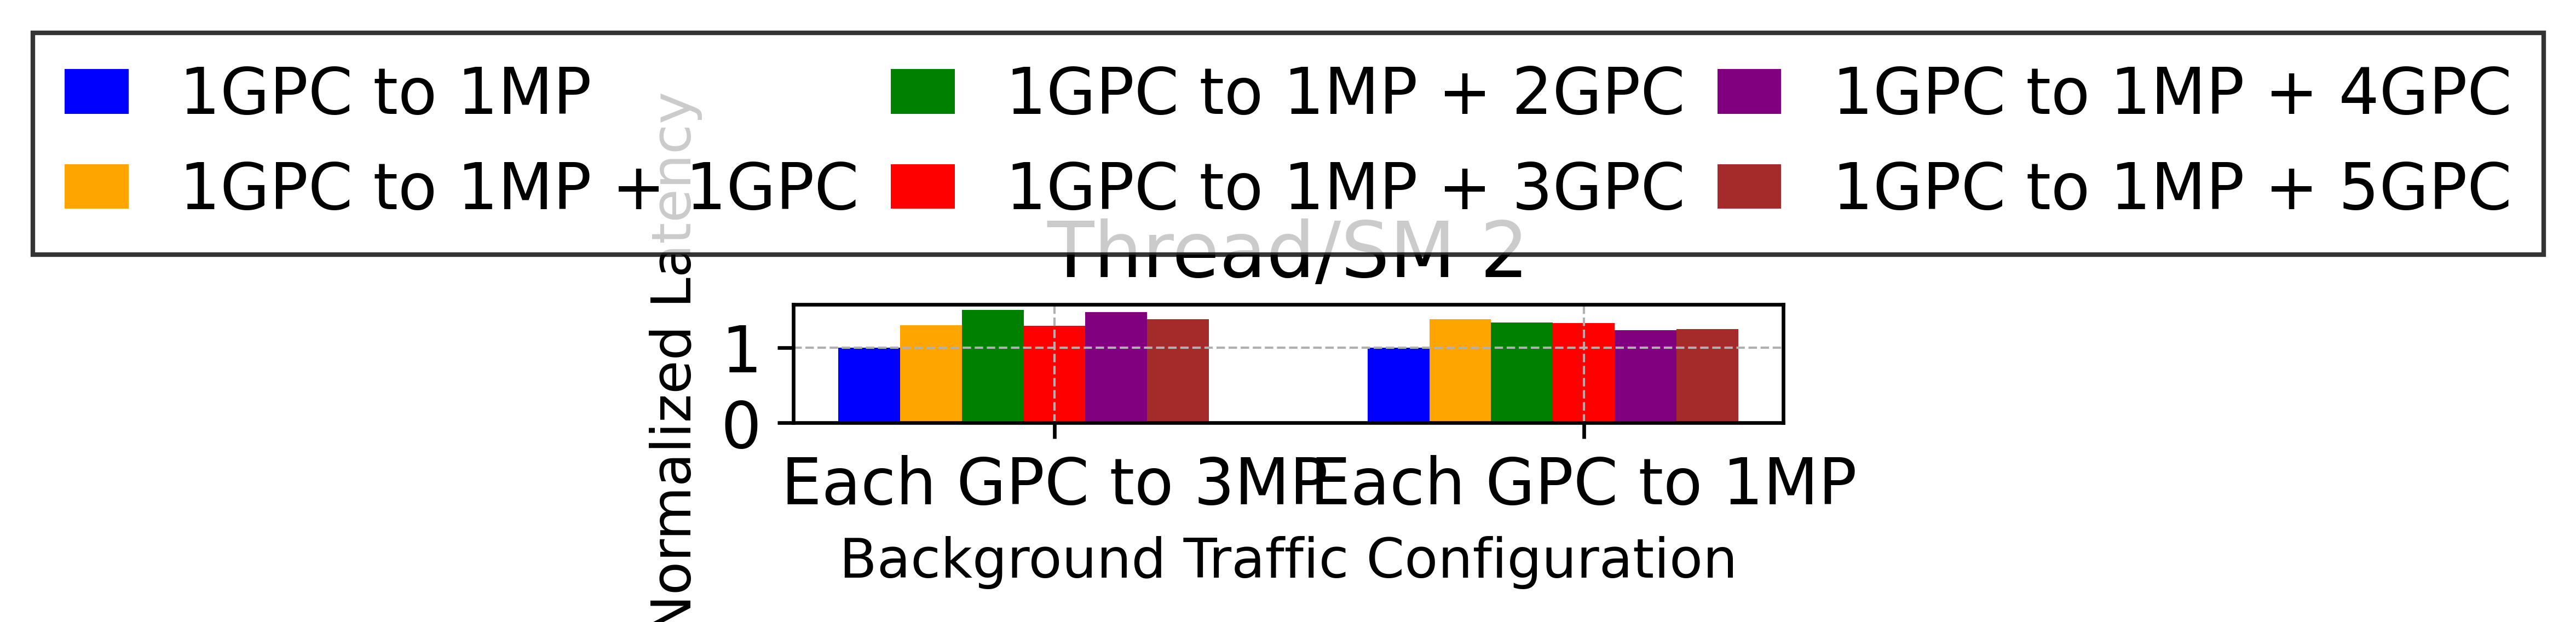 1GPC to 1MP
1GPC to 1MP + 1GPC
1GPC to 1MP + 2GPC
1GPC to 1MP + 3GPC
1GPC to 1MP + 4GPC
1GPC to 1MP + 5GPC
Thread/SM 2
Normalized Latency
1
0
Each GPC to 3MP
Each GPC to 1MP
Background Traffic Configuration